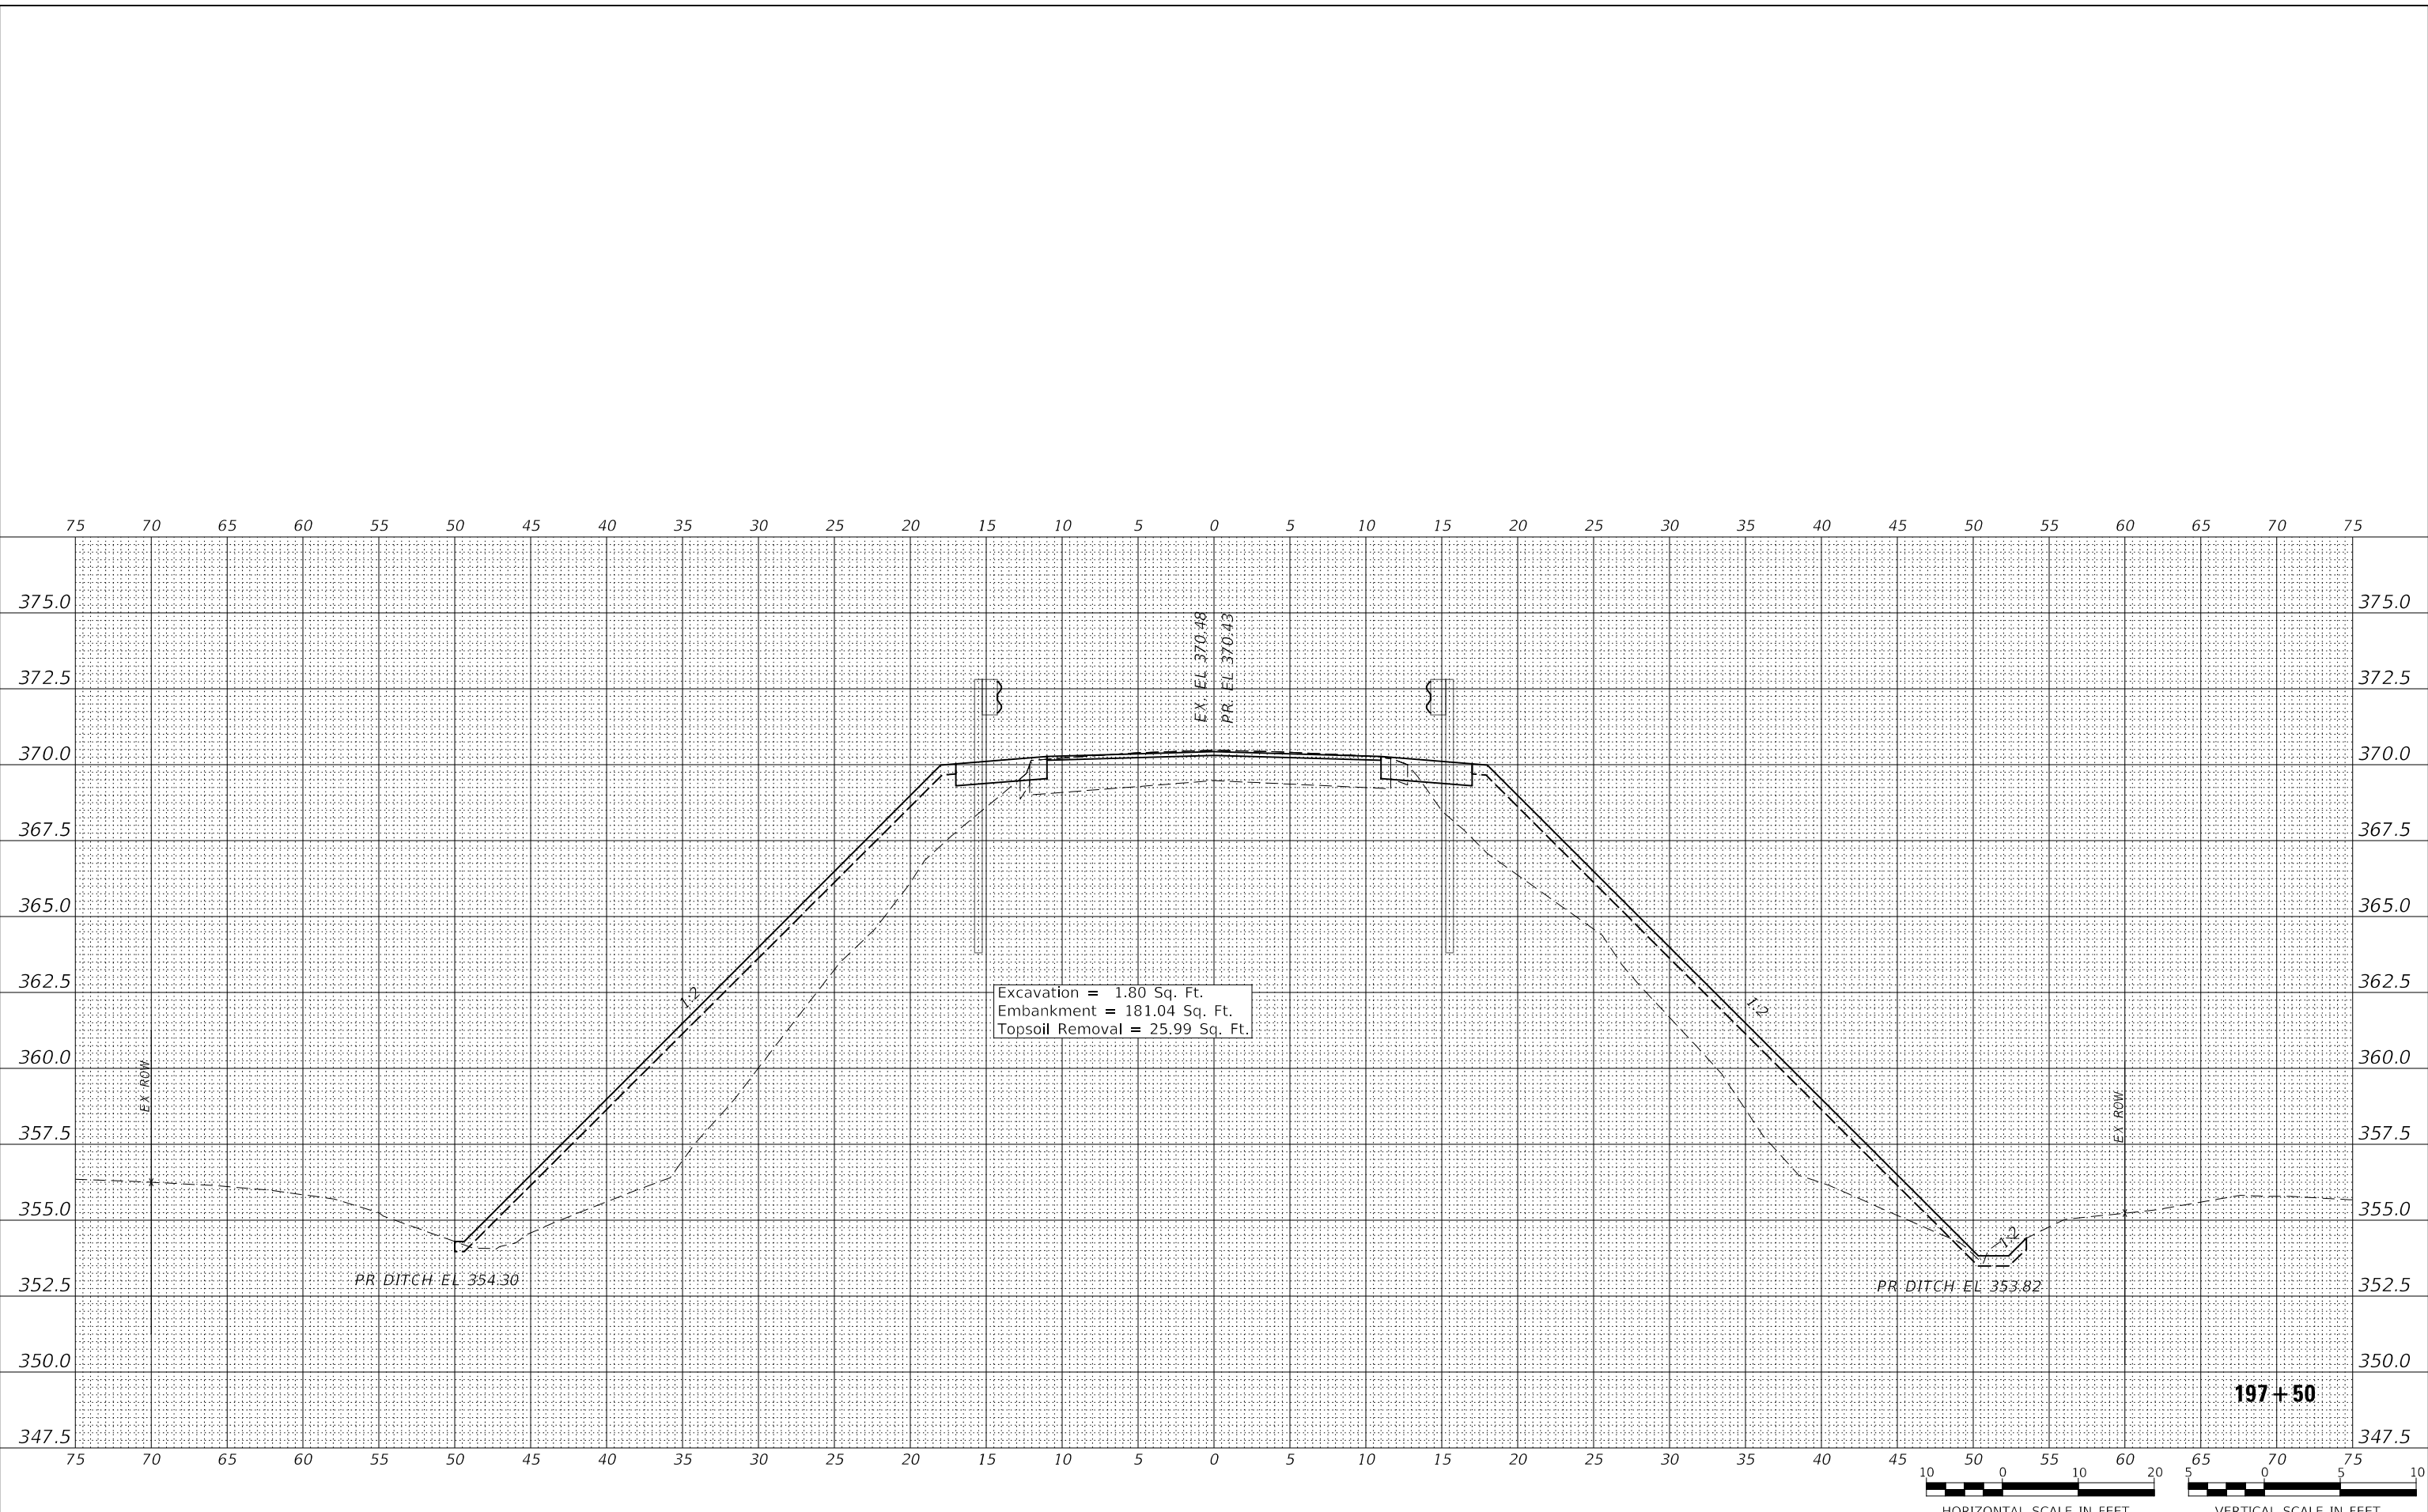 75 70 65 60 55 50 45 40 35 30 25 20 15 10 5 0 5 10 15 20 25 30 35 40 45 50 55 60 65 70 75
375.0 375.0
EX. EL 370.48
PR. EL 370.43
372.5 372.5
370.0 370.0
367.5 367.5
365.0 365.0
362.5 362.5
1:2
1:2
Excavation = 1.80 Sq. Ft.
Embankment = 181.04 Sq. Ft.
Topsoil Removal = 25.99 Sq. Ft.
360.0 360.0
EX ROW
EX ROW
357.5 357.5
355.0 355.0
1:2
PR DITCH EL 354.30
PR DITCH EL 353.82
352.5 352.5
350.0 350.0
197+50
347.5 347.5
75 70 65 60 55 50 45 40 35 30 25 20 15 10 5 0 5 10 15 20 25 30 35 40 45 50 55 60 65 70 75
10 0 10 20
5 0 5 10
HORIZONTAL SCALE IN FEET
VERTICAL SCALE IN FEET